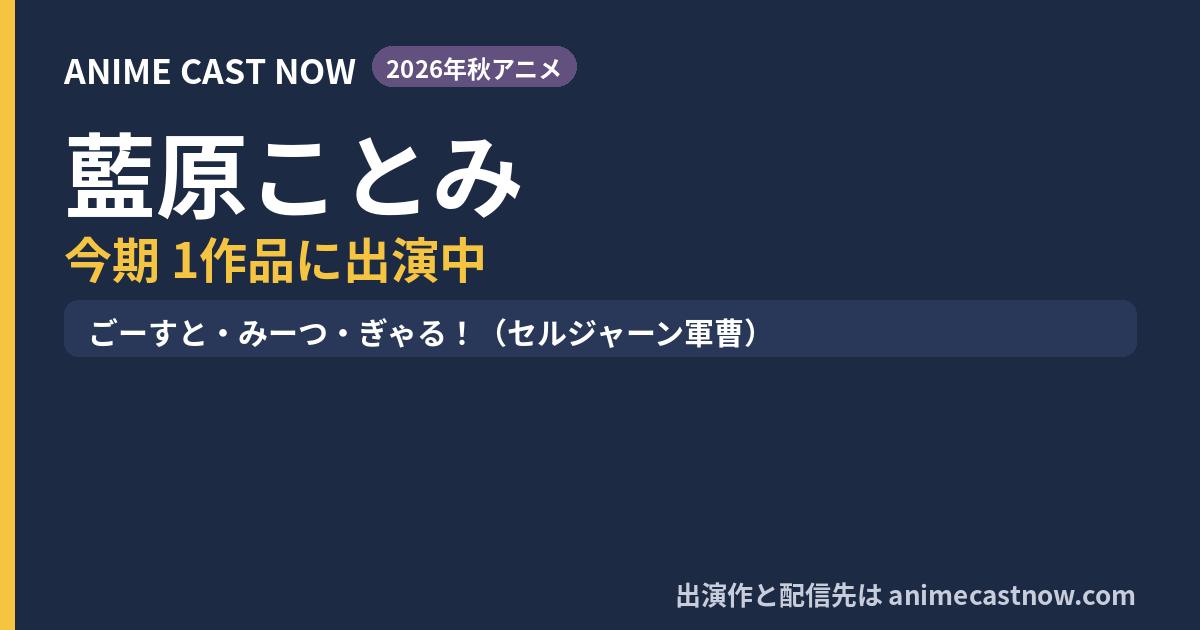 ANIME CAST NOW 2026年秋アニメ
藍原ことみ
今期 1作品に出演中
ごーすと・みーつ・ぎゃる！（セルジャーン軍曹）
出演作と配信先は animecastnow.com